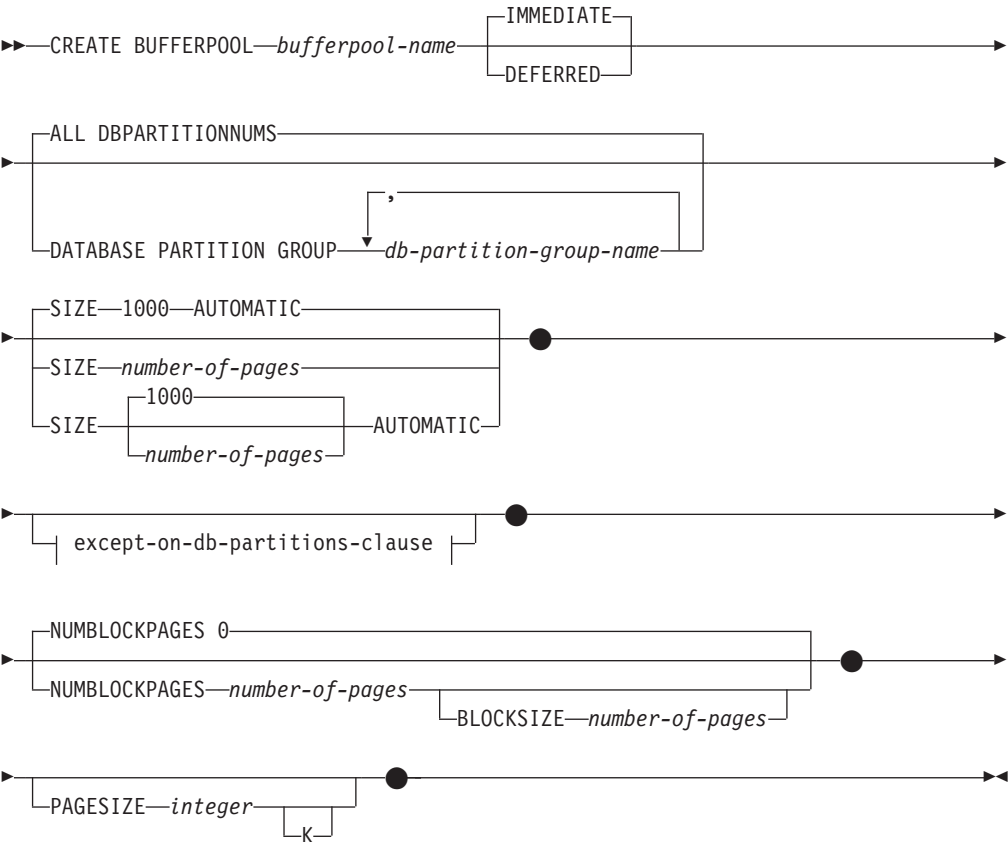 IMMEDIATE
CREATE BUFFERPOOL bufferpool-name
DEFERRED
ALL DBPARTITIONNUMS
,
DATABASE PARTITION GROUP db-partition-group-name
SIZE 1000 AUTOMATIC
SIZE number-of-pages
1000
SIZE AUTOMATIC
number-of-pages
except-on-db-partitions-clause
NUMBLOCKPAGES 0
NUMBLOCKPAGES number-of-pages
BLOCKSIZE number-of-pages
PAGESIZE integer
K